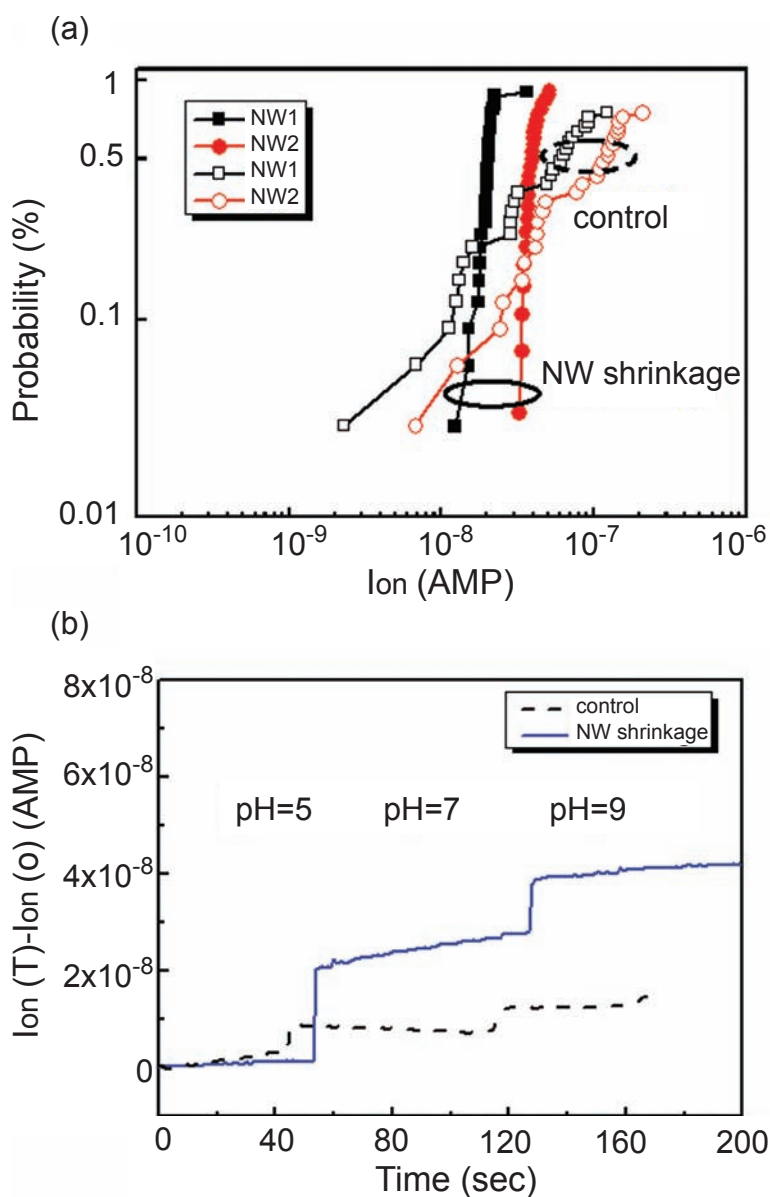 (a)
1
0.5
0.1
0.01
Probability (%)
NW1
NW2
NW1
NW2
control
NW shrinkage
10-10 10-9 10-8 10-7 10-6
Ion (AMP)
(b)
8x10-8
6x10-8
4x10-8
2x10-8
0
Ion (T)-Ion (o) (AMP)
control
NW shrinkage
pH=5 pH=7 pH=9
0 40 80 120 160 200
Time (sec)